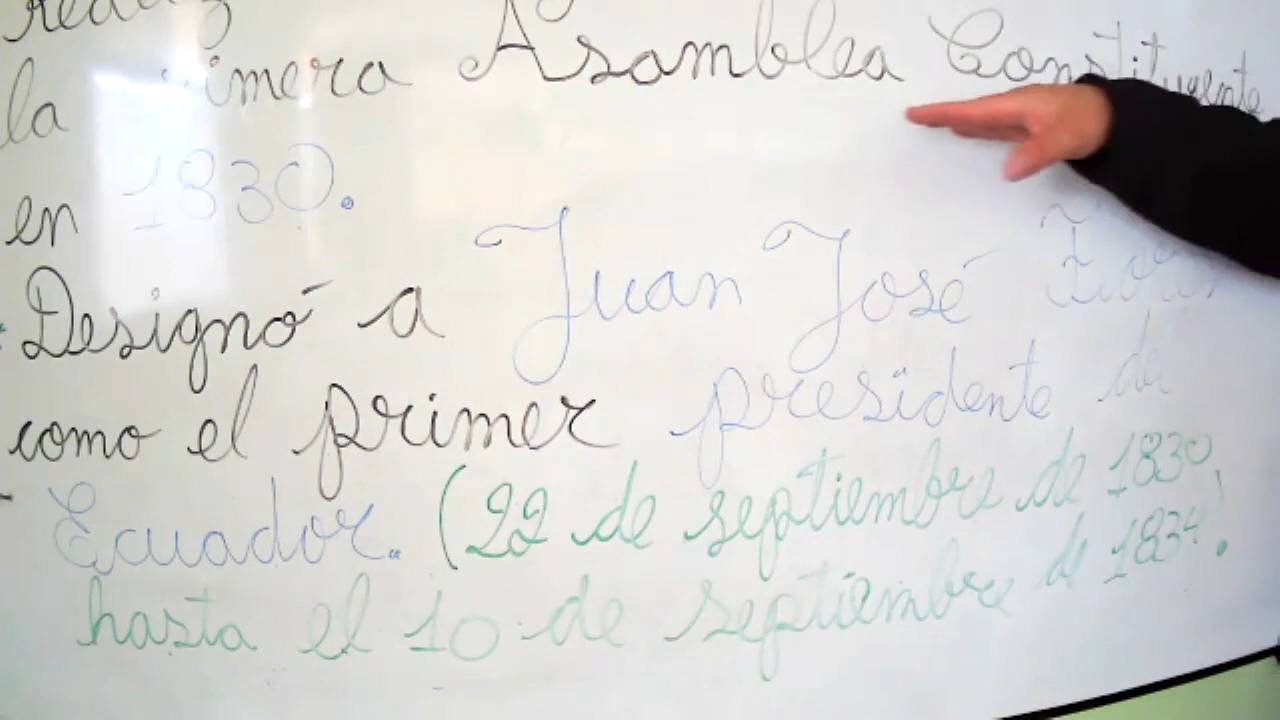 la primera Asamblea Constituyente
en 1830.
Designó a Juan José Flores
como el primer presidente de
Ecuador. (22 de septiembre de 1830
hasta el 10 de septiembre de 1834).